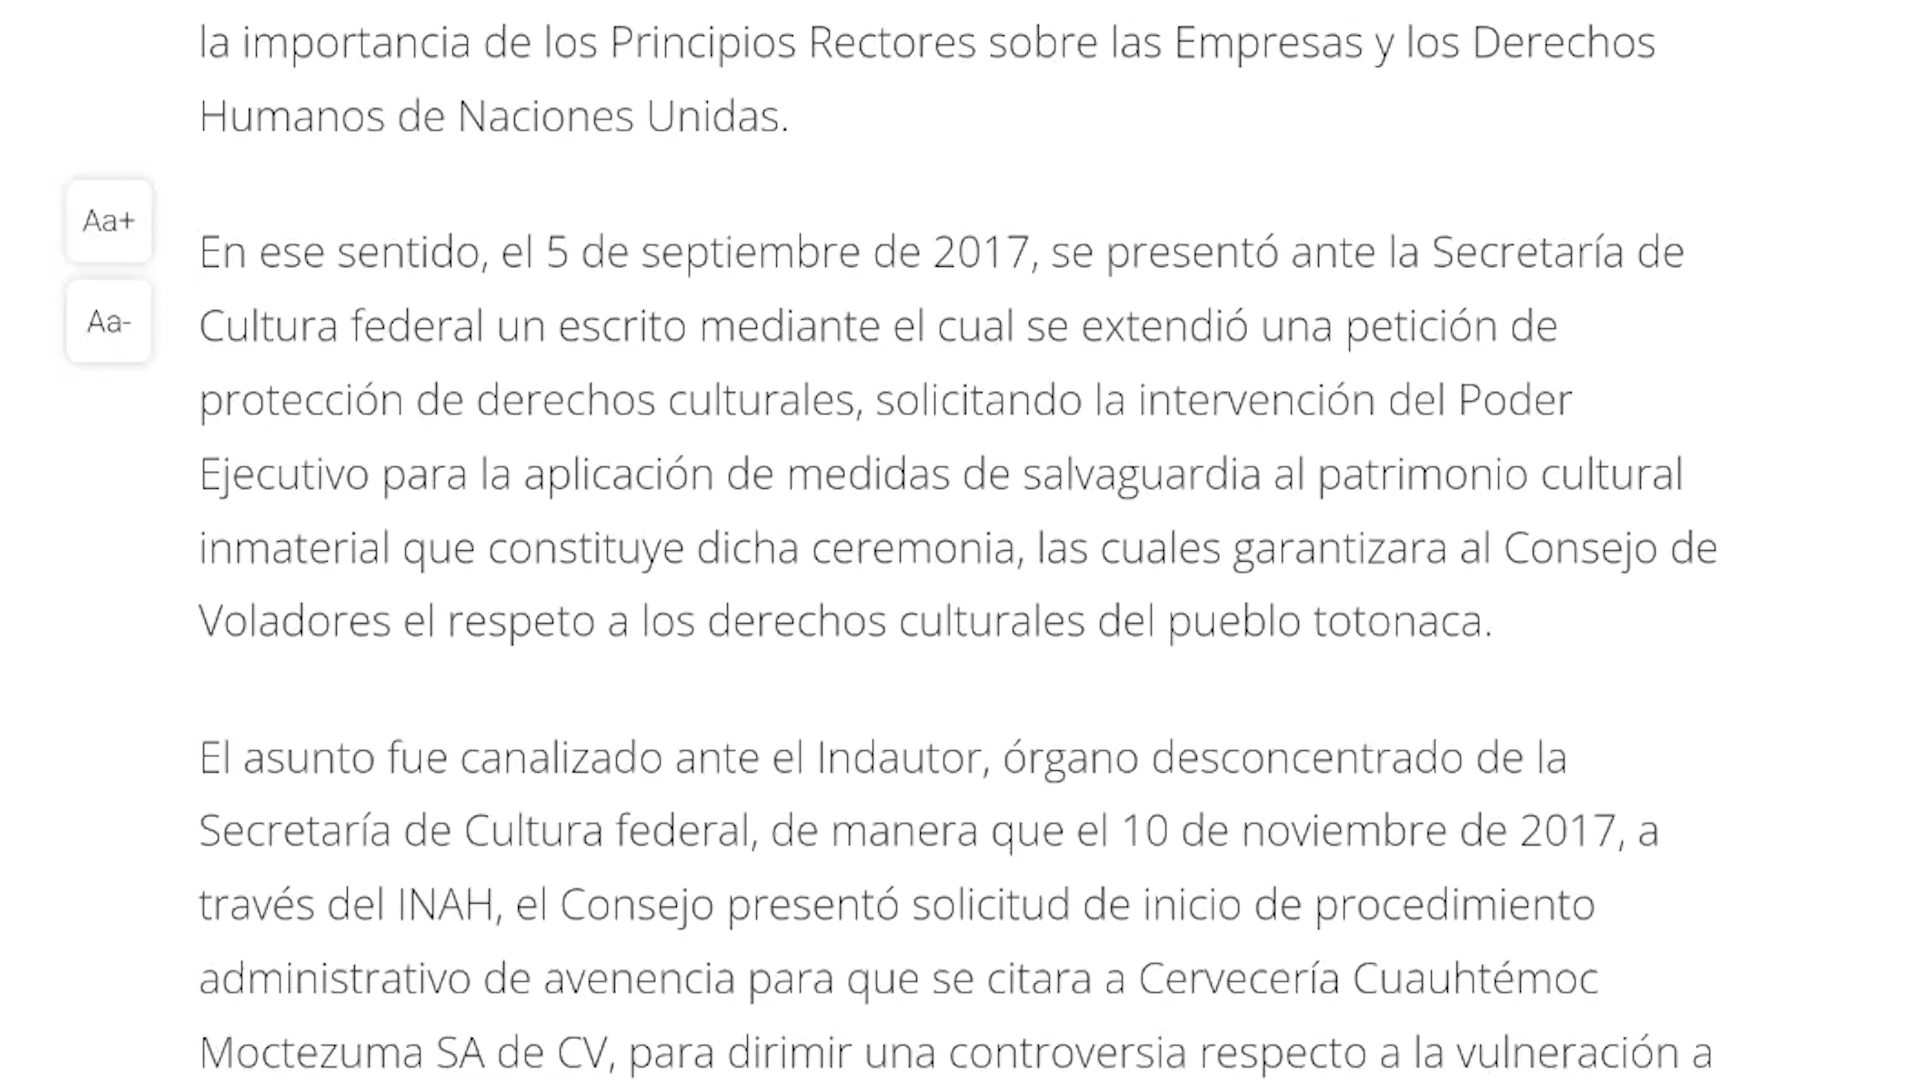 la importancia de los Principios Rectores sobre las Empresas y los Derechos
Humanos de Naciones Unidas.
Aa+
Aa-
En ese sentido, el 5 de septiembre de 2017, se presentó ante la Secretaría de
Cultura federal un escrito mediante el cual se extendió una petición de
protección de derechos culturales, solicitando la intervención del Poder
Ejecutivo para la aplicación de medidas de salvaguardia al patrimonio cultural
inmaterial que constituye dicha ceremonia, las cuales garantizara al Consejo de
Voladores el respeto a los derechos culturales del pueblo totonaca.
El asunto fue canalizado ante el Indautor, órgano desconcentrado de la
Secretaría de Cultura federal, de manera que el 10 de noviembre de 2017, a
través del INAH, el Consejo presentó solicitud de inicio de procedimiento
administrativo de avenencia para que se citara a Cervecería Cuauhtémoc
Moctezuma SA de CV, para dirimir una controversia respecto a la vulneración a